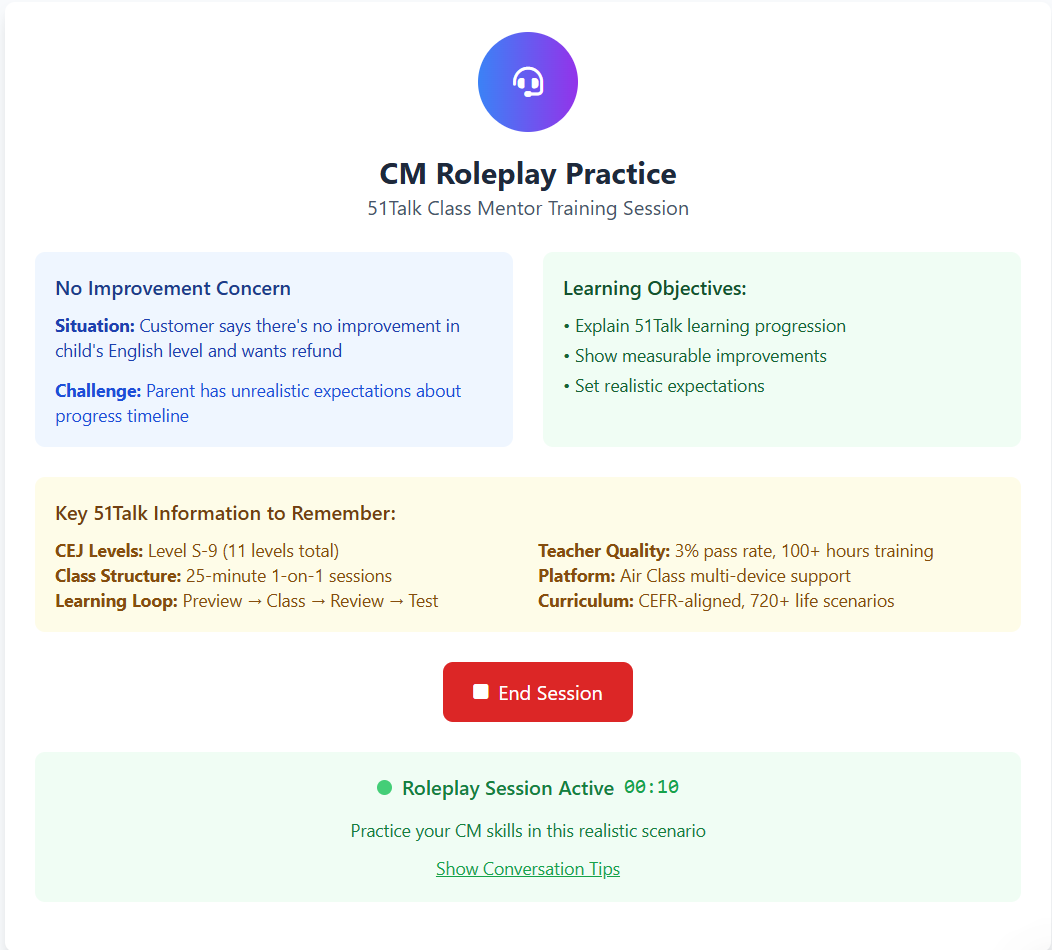 CM Roleplay Practice
51Talk Class Mentor Training Session
No Improvement Concern
Situation: Customer says there's no improvement in
child's English level and wants refund
Challenge: Parent has unrealistic expectations about
progress timeline
Learning Objectives:
• Explain 51Talk learning progression
• Show measurable improvements
• Set realistic expectations
Key 51Talk Information to Remember:
CEJ Levels: Level S-9 (11 levels total)
Class Structure: 25-minute 1-on-1 sessions
Learning Loop: Preview → Class → Review → Test
Teacher Quality: 3% pass rate, 100+ hours training
Platform: Air Class multi-device support
Curriculum: CEFR-aligned, 720+ life scenarios
End Session
Roleplay Session Active 00:10
Practice your CM skills in this realistic scenario
Show Conversation Tips